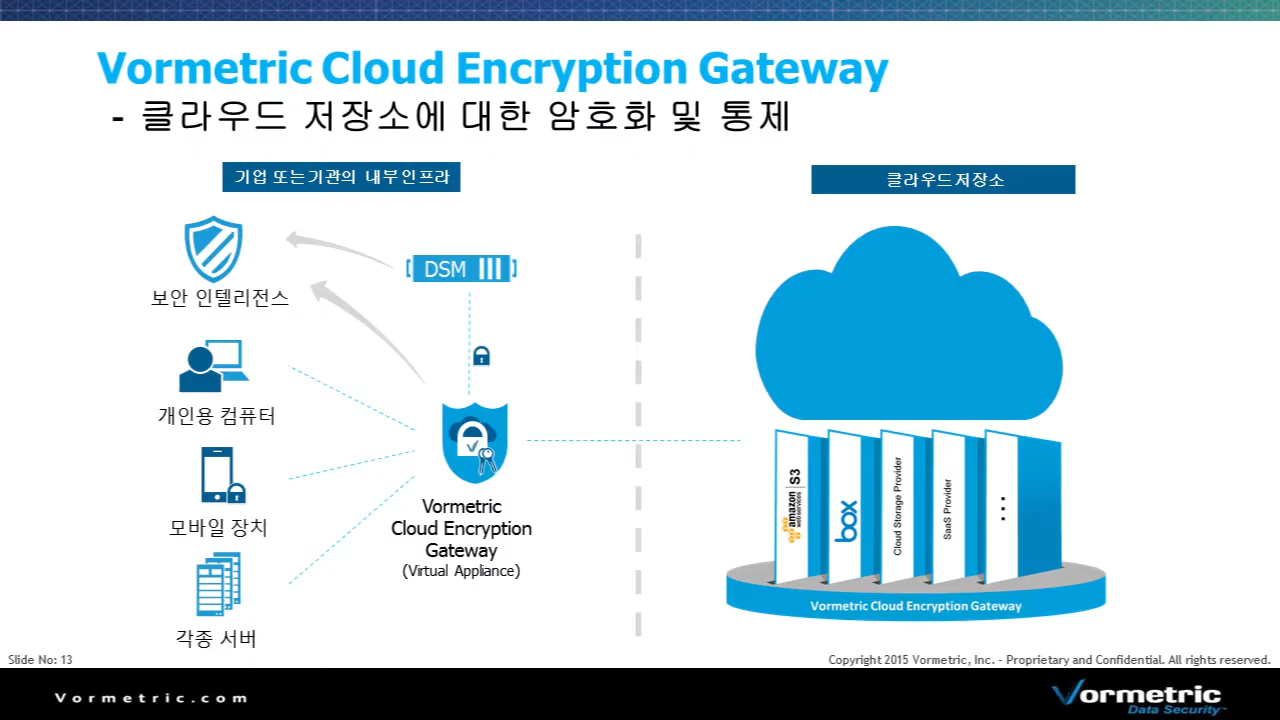 Vormetric Cloud Encryption Gateway
- 클라우드 저장소에 대한 암호화 및 통제
기업 또는기관의 내부인프라
클라우드저장소
DSM
보안 인텔리전스
개인용 컴퓨터
모바일 장치
각종 서버
Vormetric
Cloud Encryption
Gateway
(Virtual Appliance)
amazon
web services
S3
box
Cloud Storage Provider
SaaS Provider
...
Vormetric Cloud Encryption Gateway
Slide No: 13
Copyright 2015 Vormetric, Inc. - Proprietary and Confidential. All rights reserved.
Vormetric.com
Vormetric
Data Security™